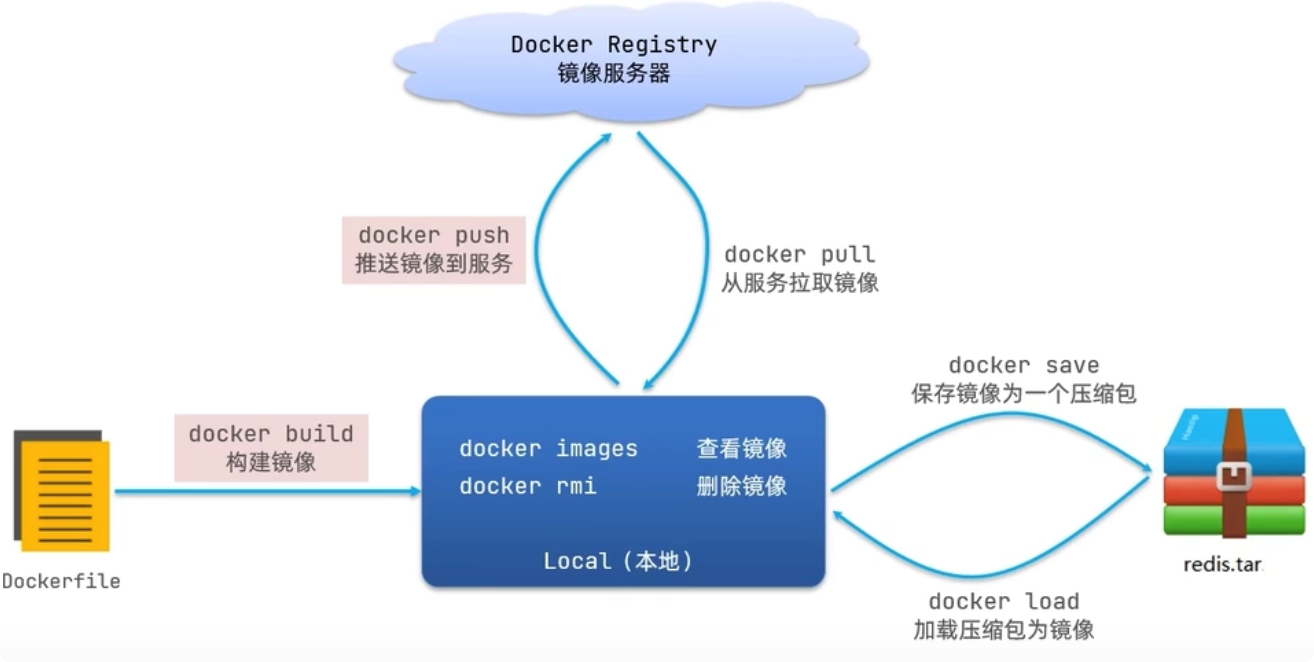 Docker Registry
镜像服务器
docker push
推送镜像到服务
docker pull
从服务拉取镜像
docker save
保存镜像为一个压缩包
docker build
构建镜像
docker images 查看镜像
docker rmi 删除镜像
Local（本地）
Dockerfile
redis.tar
docker load
加载压缩包为镜像